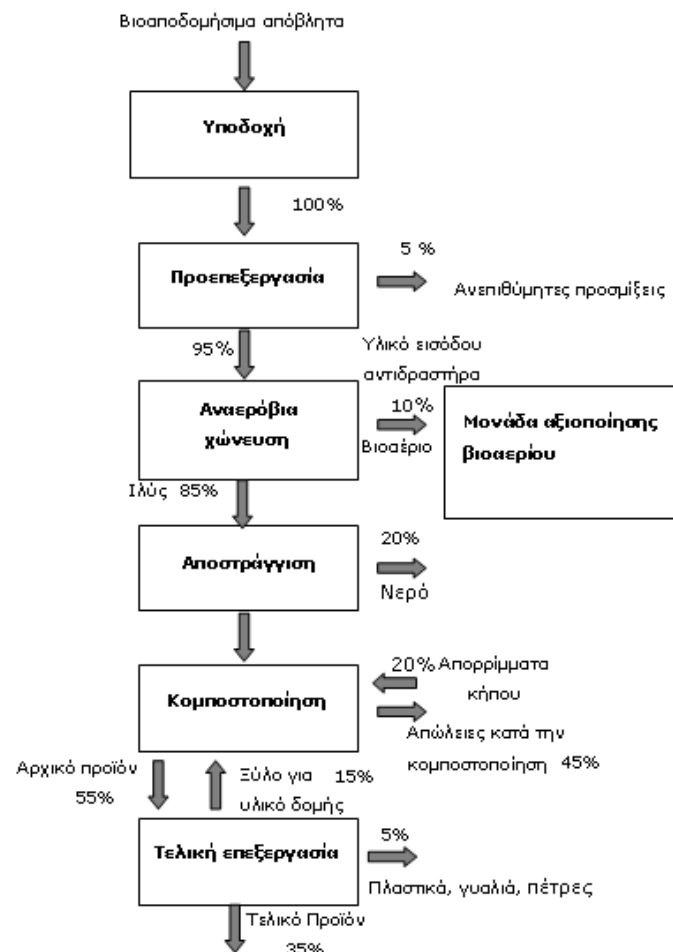 Βιοαποδομήσιμα απόβλητα
Υποδοχή
100%
Προεπεξεργασία
5 %
Ανεπιθύμητες προσμίξεις
95%
Υλικό εισόδου
αντιδραστήρα
Αναερόβια
χώνευση
10%
Βιοαέριο
Μονάδα αξιοποίησης
βιοαερίου
Ιλύς 85%
Αποστράγγιση
20%
Νερό
Κομποστοποίηση
20% Απορρίμματα
κήπου
Απώλειες κατά την
κομποστοποίηση 45%
Αρχικό προϊόν
55%
Ξύλο για 15%
υλικό δομής
Τελική επεξεργασία
5%
Πλαστικά, γυαλιά, πέτρες
Τελικό Προϊόν
35%